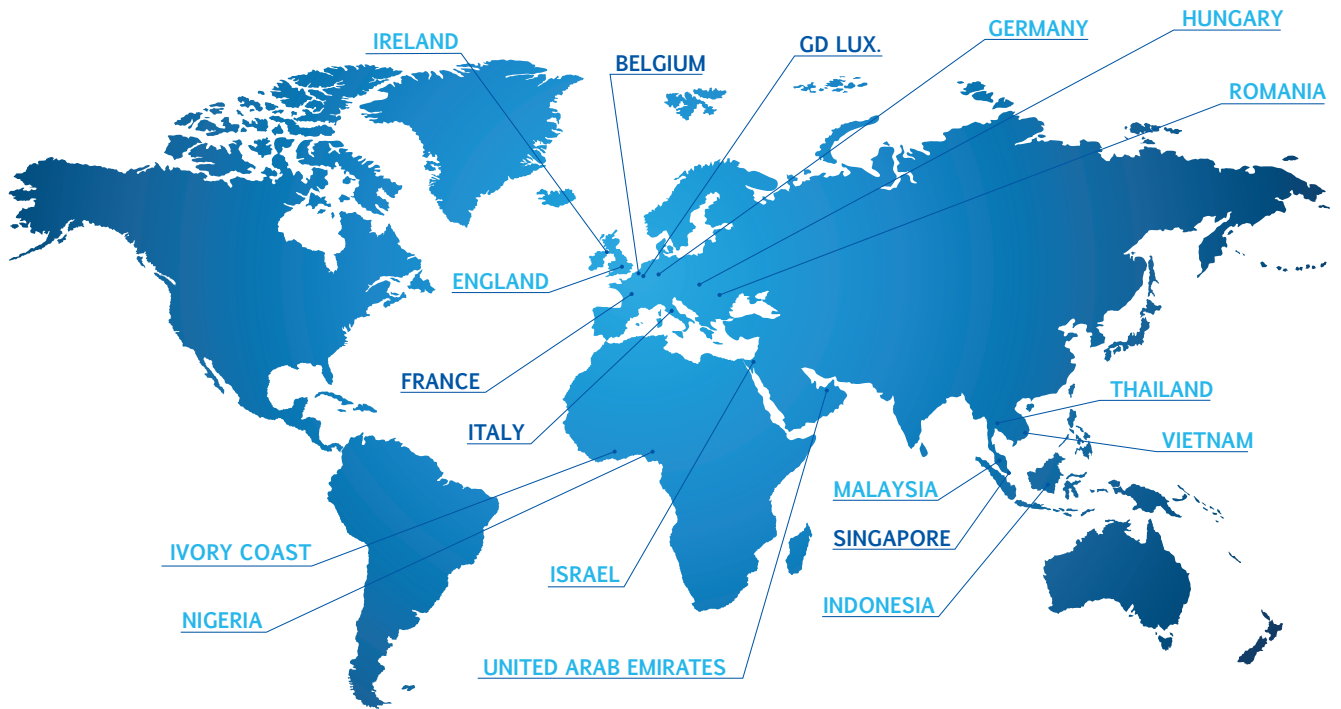 HUNGARY
GERMANY
IRELAND
GD LUX.
BELGIUM
ROMANIA
ENGLAND
FRANCE
THAILAND
ITALY
VIETNAM
MALAYSIA
SINGAPORE
IVORY COAST
ISRAEL
INDONESIA
NIGERIA
UNITED ARAB EMIRATES